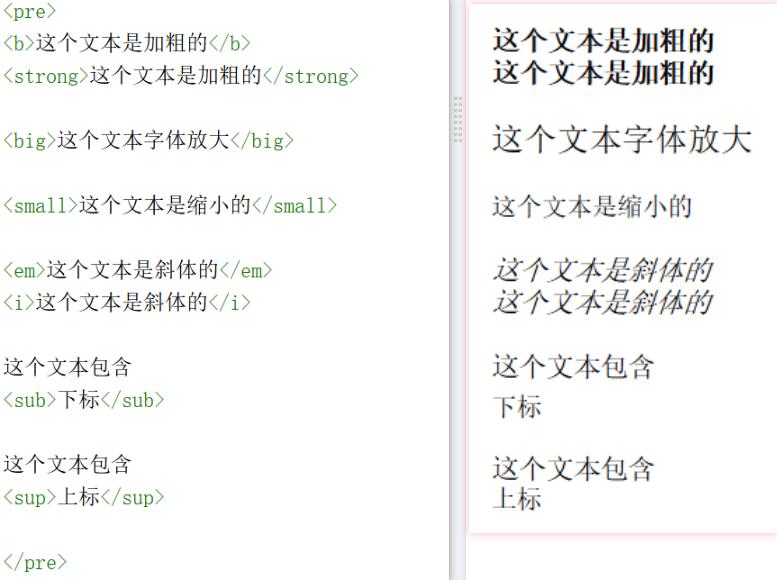 <pre>
<b>这个文本是加粗的</b>
<strong>这个文本是加粗的</strong>
<big>这个文本字体放大</big>
<small>这个文本是缩小的</small>
<em>这个文本是斜体的</em>
<i>这个文本是斜体的</i>
这个文本包含
<sub>下标</sub>
这个文本包含
<sup>上标</sup>
</pre>
这个文本是加粗的
这个文本是加粗的
这个文本字体放大
这个文本是缩小的
这个文本是斜体的
这个文本是斜体的
这个文本包含
下标
这个文本包含
上标